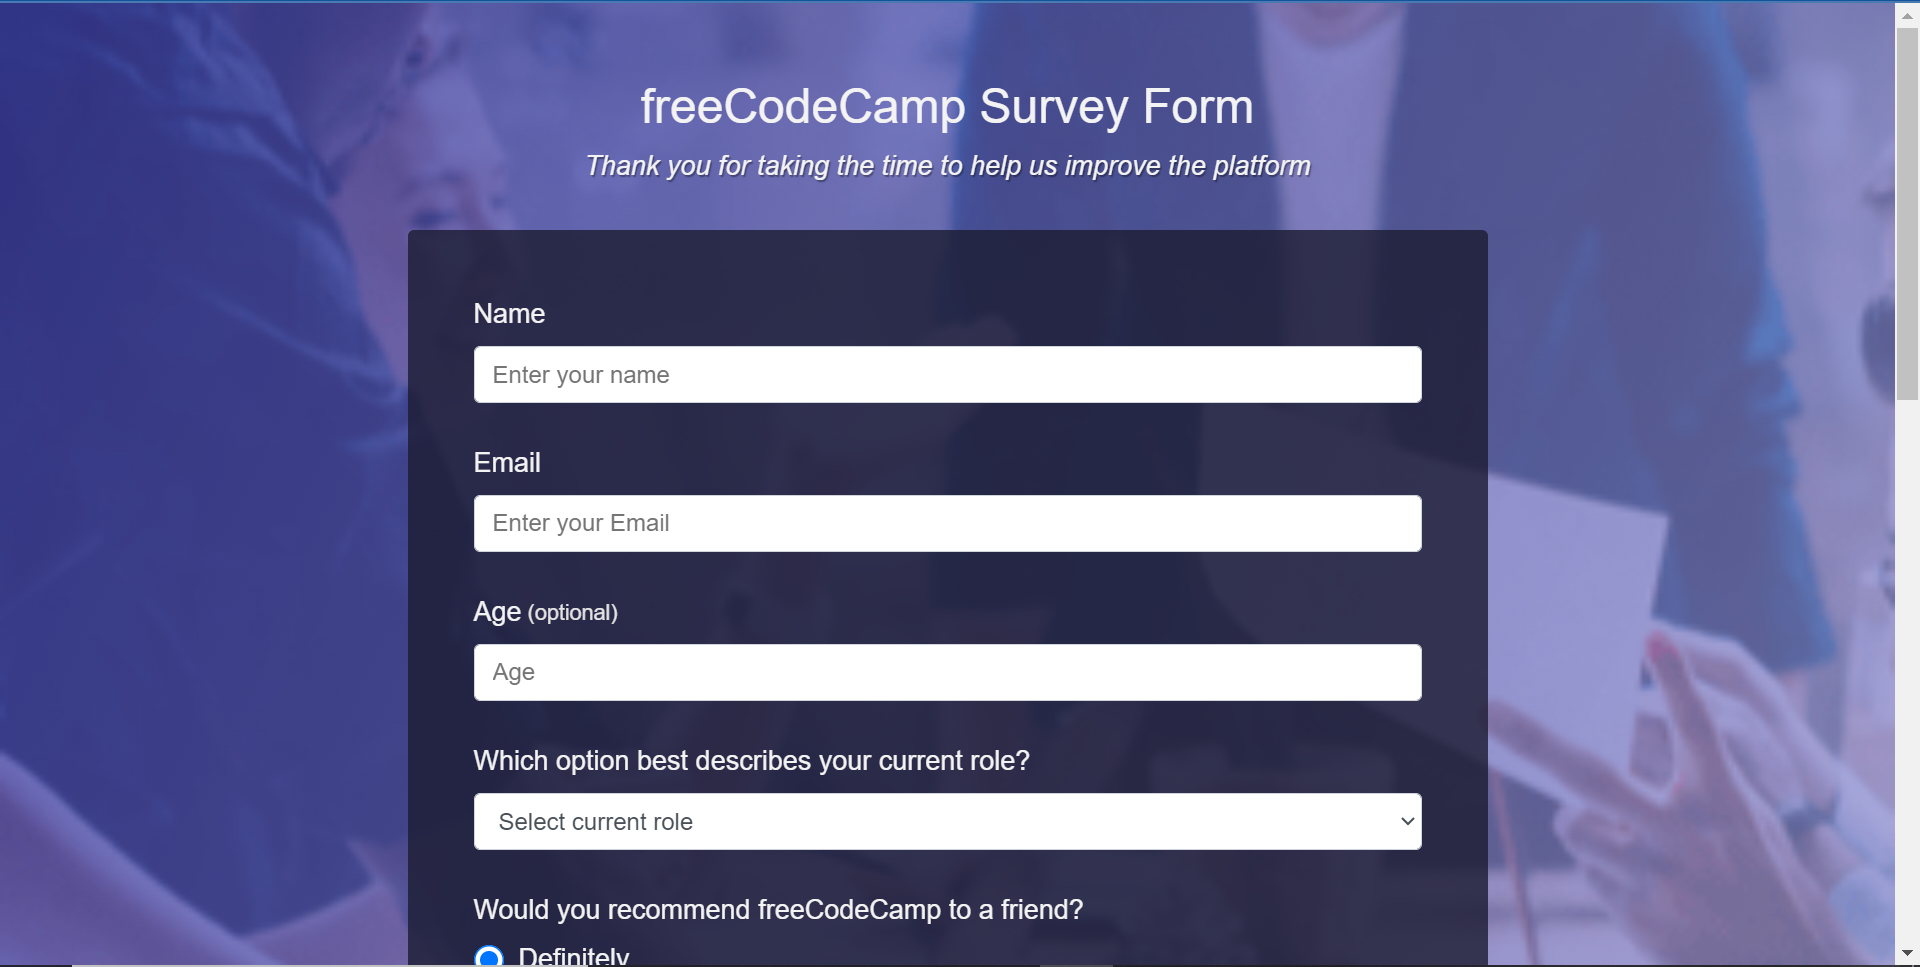 freeCodeCamp Survey Form
Thank you for taking the time to help us improve the platform
Name
Enter your name
Email
Enter your Email
Age (optional)
Age
Which option best describes your current role?
Select current role
Would you recommend freeCodeCamp to a friend?
Definitely